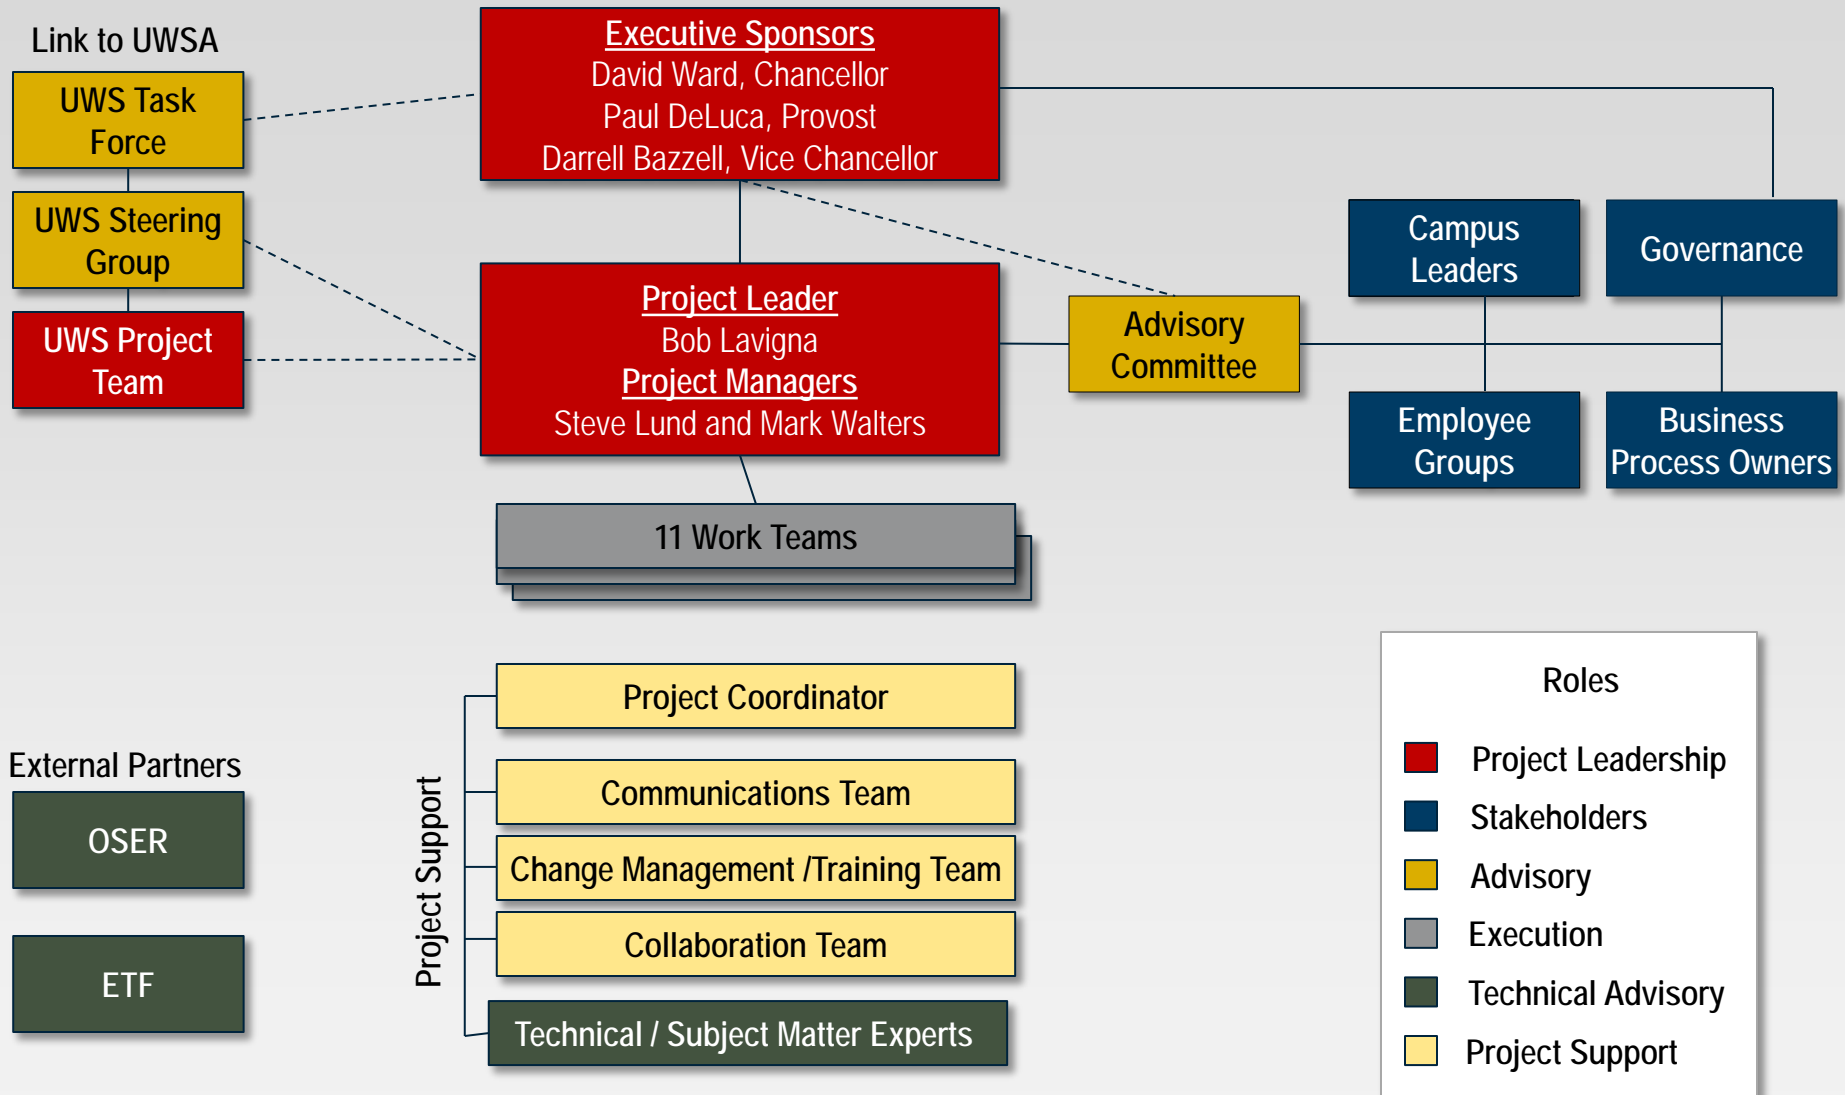 Link to UWSA
UWS Task
Force
UWS Steering
Group
UWS Project
Team
Executive Sponsors
David Ward, Chancellor
Paul DeLuca, Provost
Darrell Bazzell, Vice Chancellor
Project Leader
Bob Lavigna
Project Managers
Steve Lund and Mark Walters
Advisory
Committee
Campus
Leaders
Governance
Employee
Groups
Business
Process Owners
11 Work Teams
Project Support
Project Coordinator
Communications Team
Change Management /Training Team
Collaboration Team
Technical / Subject Matter Experts
External Partners
OSER
ETF
Roles
Project Leadership
Stakeholders
Advisory
Execution
Technical Advisory
Project Support